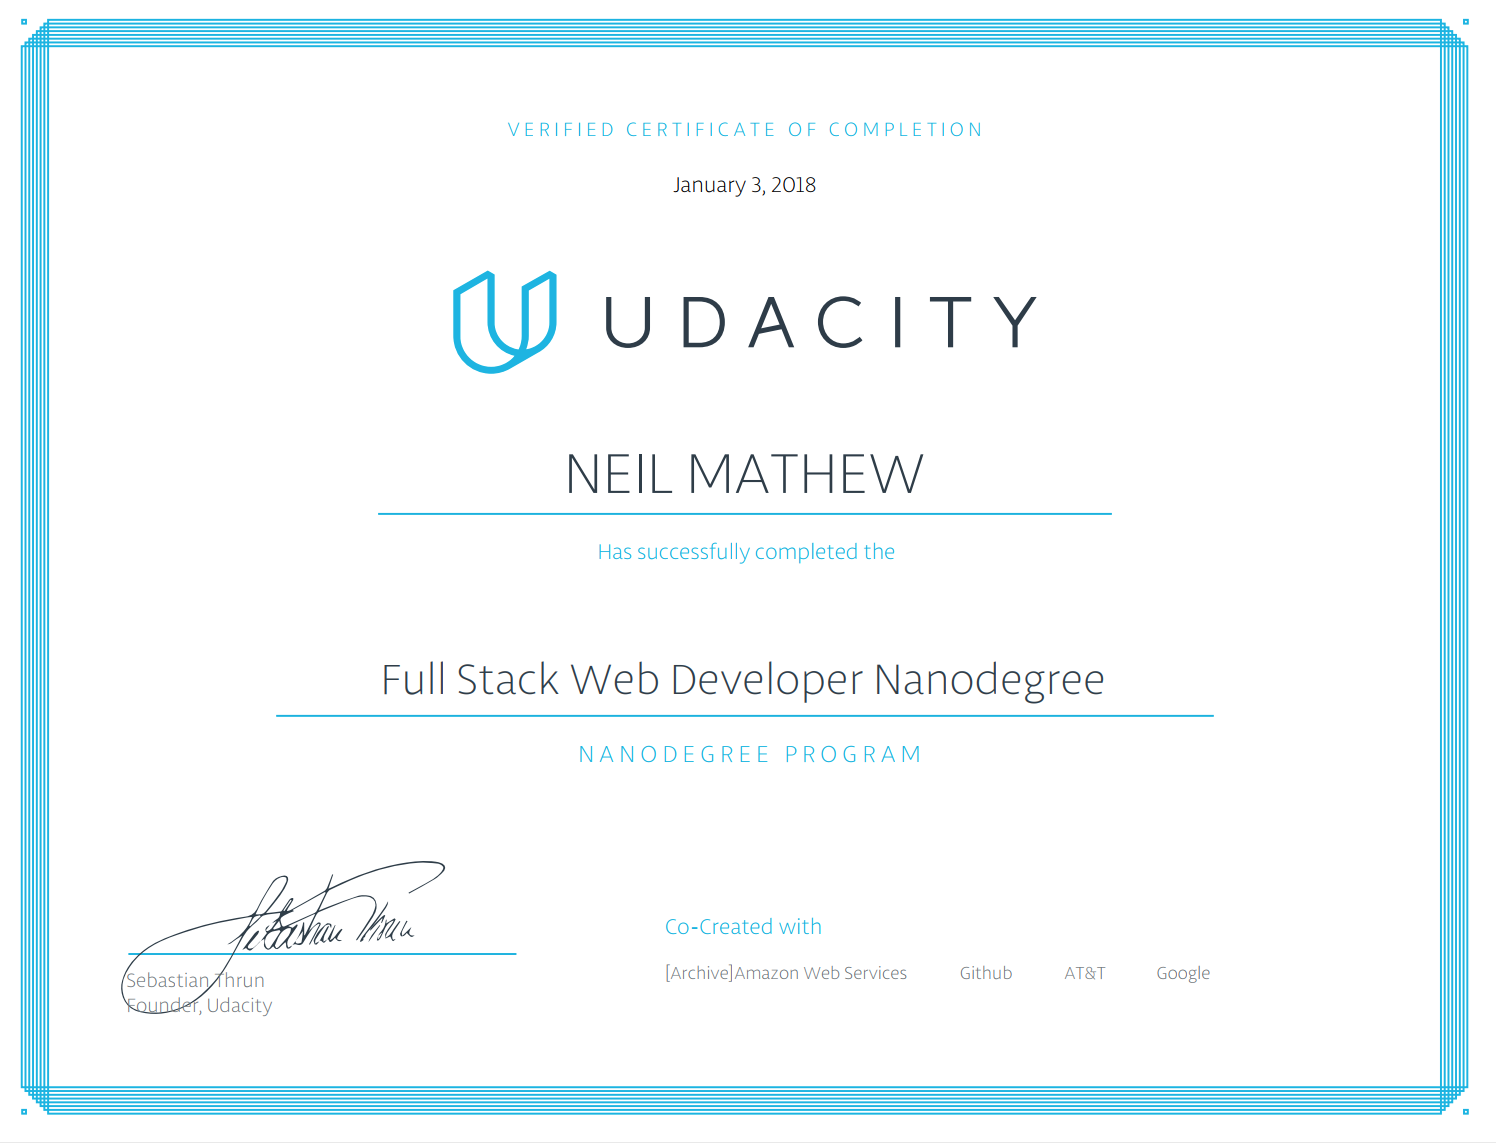 VERIFIED CERTIFICATE OF COMPLETION
January 3, 2018
UDACITY
NEIL MATHEW
Has successfully completed the
Full Stack Web Developer Nanodegree
NANODEGREE PROGRAM
Sebastian Thrun
Sebastian Thrun
Founder, Udacity
Co-Created with
[Archive]Amazon Web Services Github AT&T Google